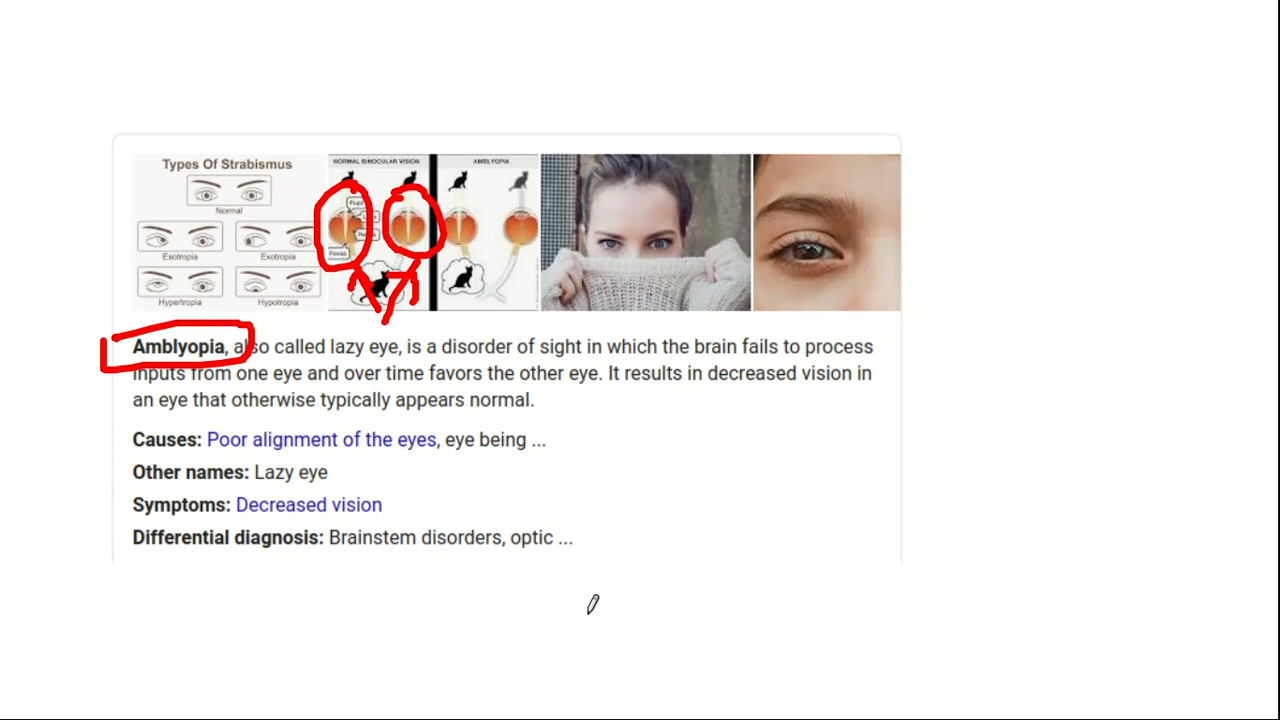 Types Of Strabismus
Normal
Esotropia
Exotropia
Hypertropia
Hypotropia
NORMAL BINOCULAR VISION
Pupil
Fovea
AMBLYOPIA
Amblyopia, also called lazy eye, is a disorder of sight in which the brain fails to process
inputs from one eye and over time favors the other eye. It results in decreased vision in
an eye that otherwise typically appears normal.
Causes: Poor alignment of the eyes, eye being ...
Other names: Lazy eye
Symptoms: Decreased vision
Differential diagnosis: Brainstem disorders, optic ...